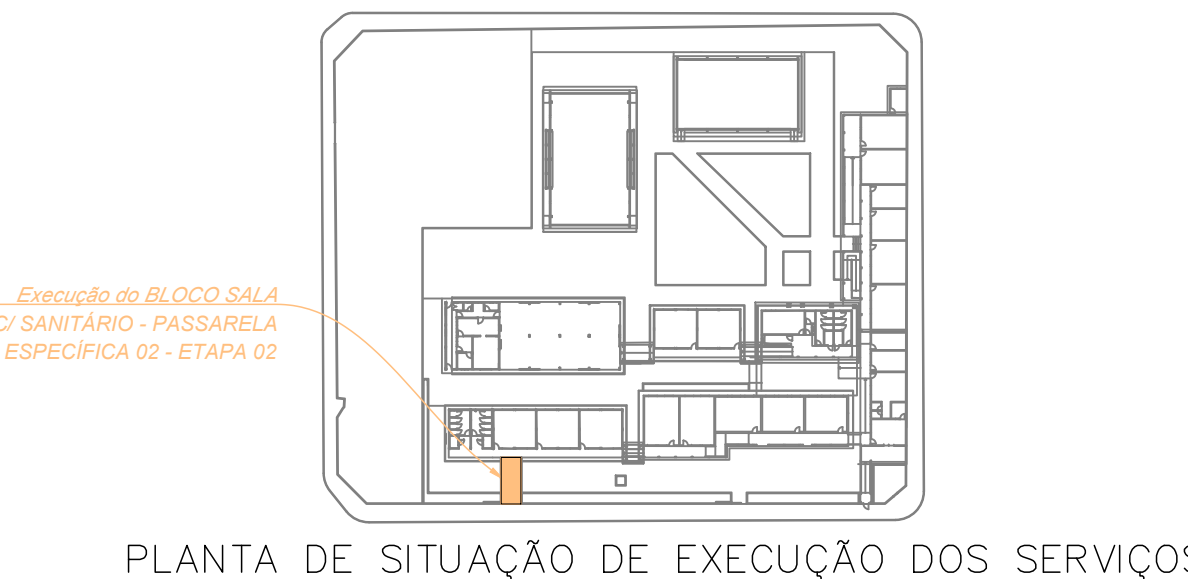 Execução do BLOCO SALA
C/ SANITÁRIO - PASSARELA
ESPECÍFICA 02 - ETAPA 02
PLANTA DE SITUAÇÃO DE EXECUÇÃO DOS SERVIÇOS